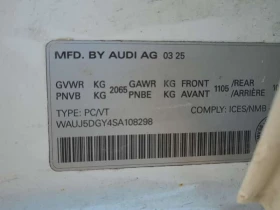 MFD. BY AUDI AG 03 25
GVWR KG 2065 GAWR KG FRONT 1105 /REAR
PNVB KG PNBE KG AVANT /ARRIÈRE
TYPE: PC/VT COMPLY: ICES/NMB
WAUJ5DGY4SA108298